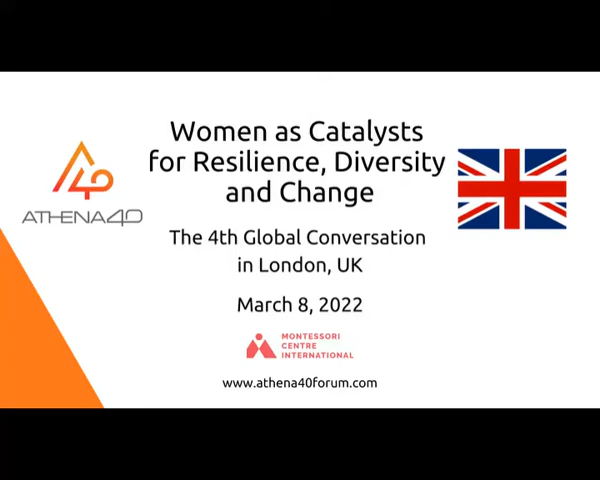 Women as Catalysts
for Resilience, Diversity
and Change
ATHENA40
The 4th Global Conversation
in London, UK
March 8, 2022
MONTESSORI
CENTRE
INTERNATIONAL
www.athena40forum.com